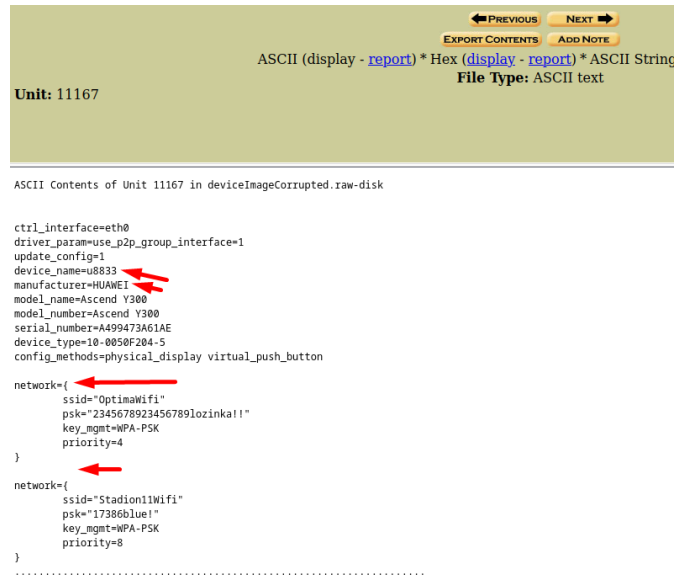 PREVIOUS NEXT
EXPORT CONTENTS ADD NOTE
ASCII (display - report) * Hex (display - report) * ASCII String
File Type: ASCII text
Unit: 11167
ASCII Contents of Unit 11167 in deviceImageCorrupted.raw-disk
ctrl_interface=eth0
driver_param=use_p2p_group_interface=1
update_config=1
device_name=u8833
manufacturer=HUAWEI
model_name=Ascend Y300
model_number=Ascend Y300
serial_number=A499473A61AE
device_type=10-0050F204-5
config_methods=physical_display virtual_push_button
network={
ssid="OptimaWifi"
psk="2345678923456789lozinka!!"
key_mgmt=WPA-PSK
priority=4
}
network={
ssid="Stadion11Wifi"
psk="17386blue!"
key_mgmt=WPA-PSK
priority=8
}
....................................................................